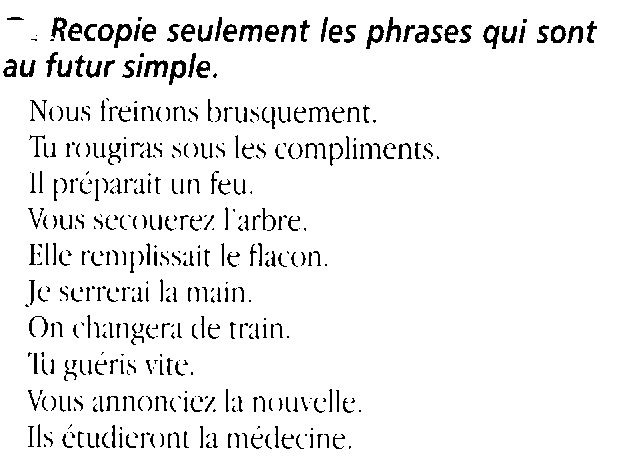 Recopie seulement les phrases qui sont
au futur simple.
Nous freinons brusquement.
Tu rougiras sous les compliments.
Il préparait un feu.
Vous secouerez l'arbre.
Elle remplissait le flacon.
Je serrerai la main.
On changera de train.
Tu guéris vite.
Vous annonciez la nouvelle.
Ils étudieront la médecine.